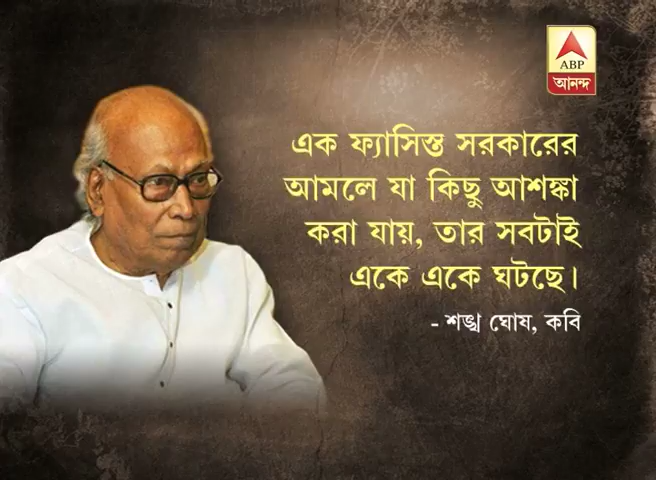 ABP
আনন্দ
এক ফ্যাসিস্ত সরকারের
আমলে যা কিছু আশঙ্কা
করা যায়, তার সবটাই
একে একে ঘটছে।
- শঙ্খ ঘোষ, কবি